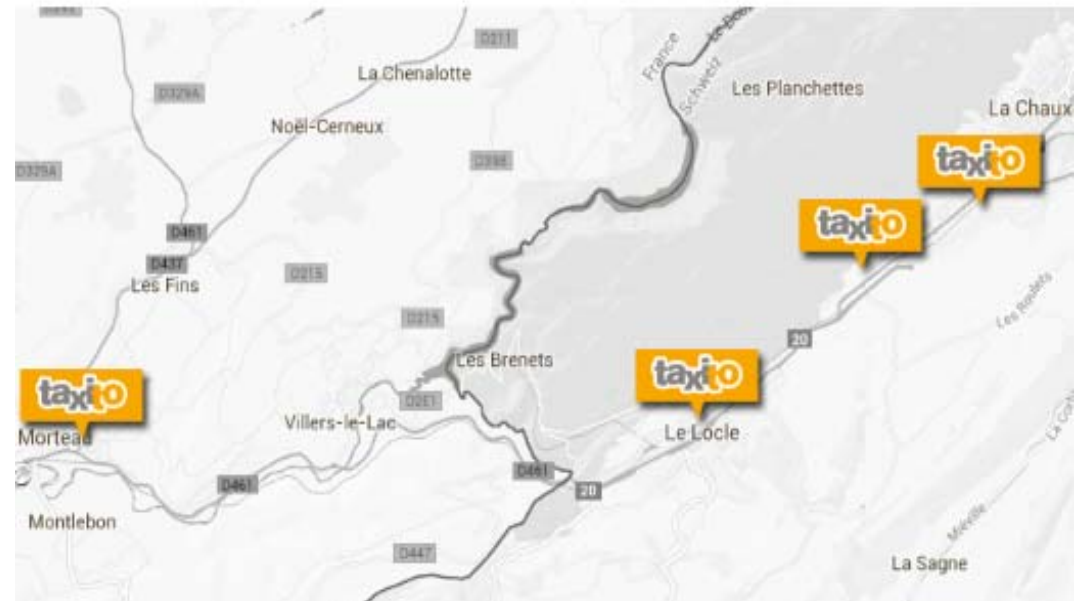 D211
France
Schweiz
La Chenalotte
Les Planchettes
D329A
La Chaux
Noël-Cerneux
taxito
D398
D329A
taxito
D461
D437
D215
Les Fins
Les Roulets
D215
20
Les Brenets
taxito
taxito
D2E1
Villers-le-Lac
Le Locle
Morteau
D461
D461
20
Montlebon
Miéville
D447
La Sagne